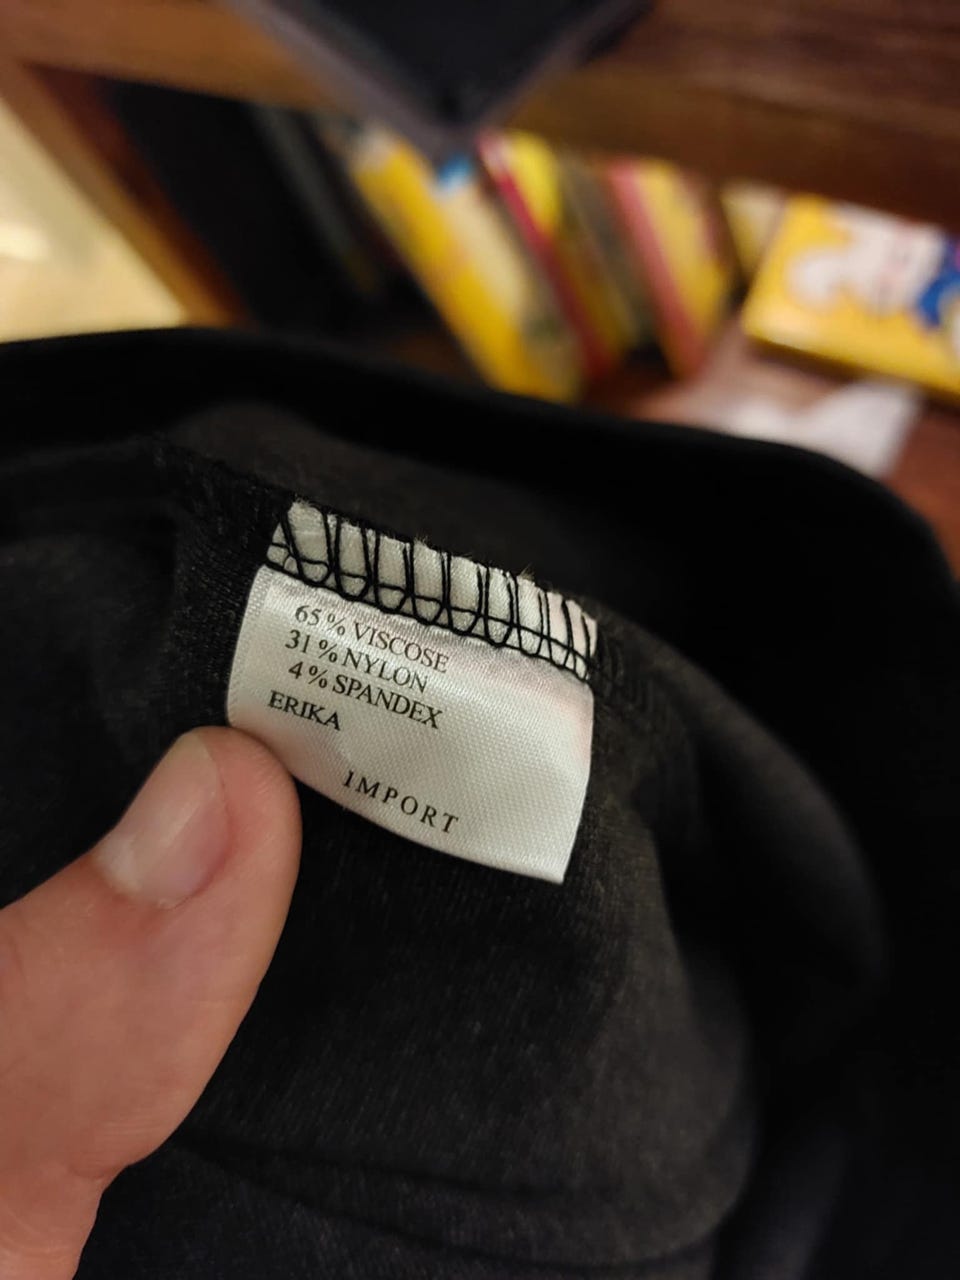 65% VISCOSE
31% NYLON
4% SPANDEX
ERIKA
IMPORT